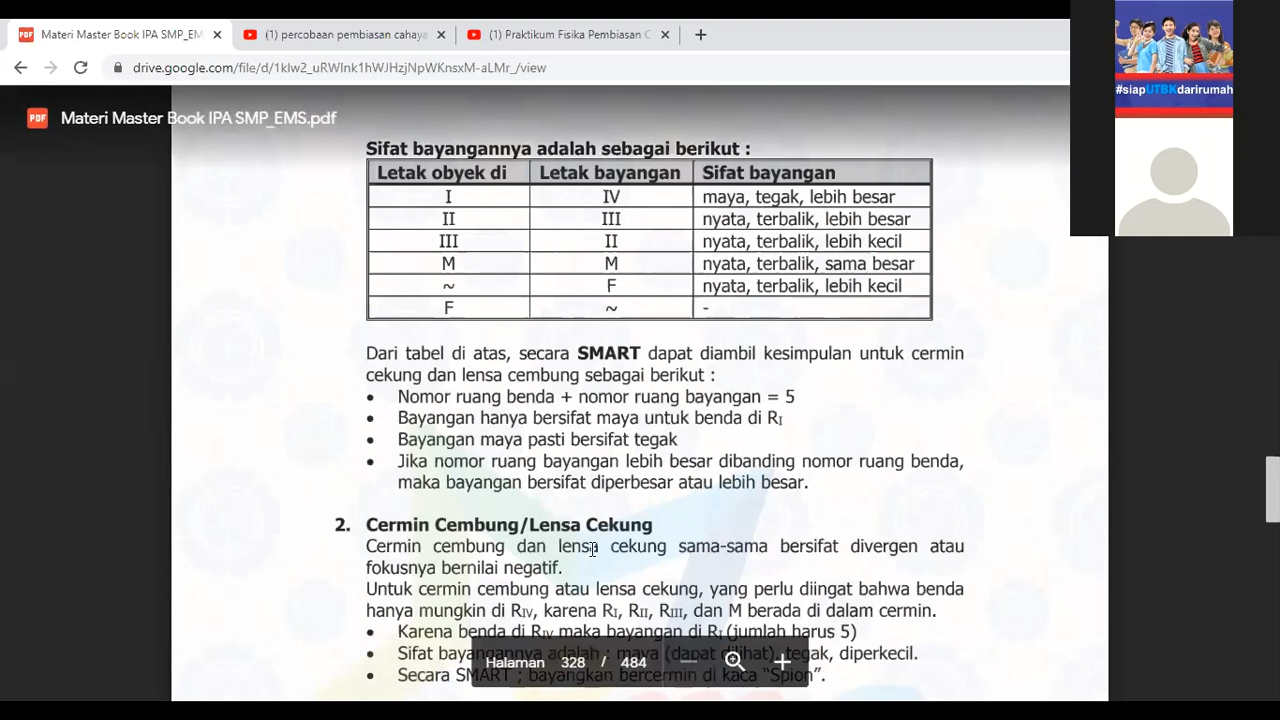 Materi Master Book IPA SMP_EM
(1) percobaan pembiasan cahaya
(1) Praktikum Fisika Pembiasan C
drive.google.com/file/d/1klw2_uRWlnk1hWJHzjNpWKnsxM-aLMr_/view
#siapUTBKdarirumah
PDF
Materi Master Book IPA SMP_EMS.pdf
Sifat bayangannya adalah sebagai berikut :
Letak obyek di Letak bayangan Sifat bayangan
I IV maya, tegak, lebih besar
II III nyata, terbalik, lebih besar
III II nyata, terbalik, lebih kecil
M M nyata, terbalik, sama besar
~ F nyata, terbalik, lebih kecil
F ~ -
Dari tabel di atas, secara SMART dapat diambil kesimpulan untuk cermin
cekung dan lensa cembung sebagai berikut :
• Nomor ruang benda + nomor ruang bayangan = 5
• Bayangan hanya bersifat maya untuk benda di RI
• Bayangan maya pasti bersifat tegak
• Jika nomor ruang bayangan lebih besar dibanding nomor ruang benda,
maka bayangan bersifat diperbesar atau lebih besar.
2. Cermin Cembung/Lensa Cekung
Cermin cembung dan lensa cekung sama-sama bersifat divergen atau
fokusnya bernilai negatif.
Untuk cermin cembung atau lensa cekung, yang perlu diingat bahwa benda
hanya mungkin di RIV, karena RI, RII, RIII, dan M berada di dalam cermin.
• Karena benda di RIV maka bayangan di RI (jumlah harus 5)
• Sifat bayangannya adalah : maya (dapat dilihat), tegak, diperkecil.
• Secara SMART ; bayangkan bercermin di kaca “Spion”.
Halaman 328 / 484